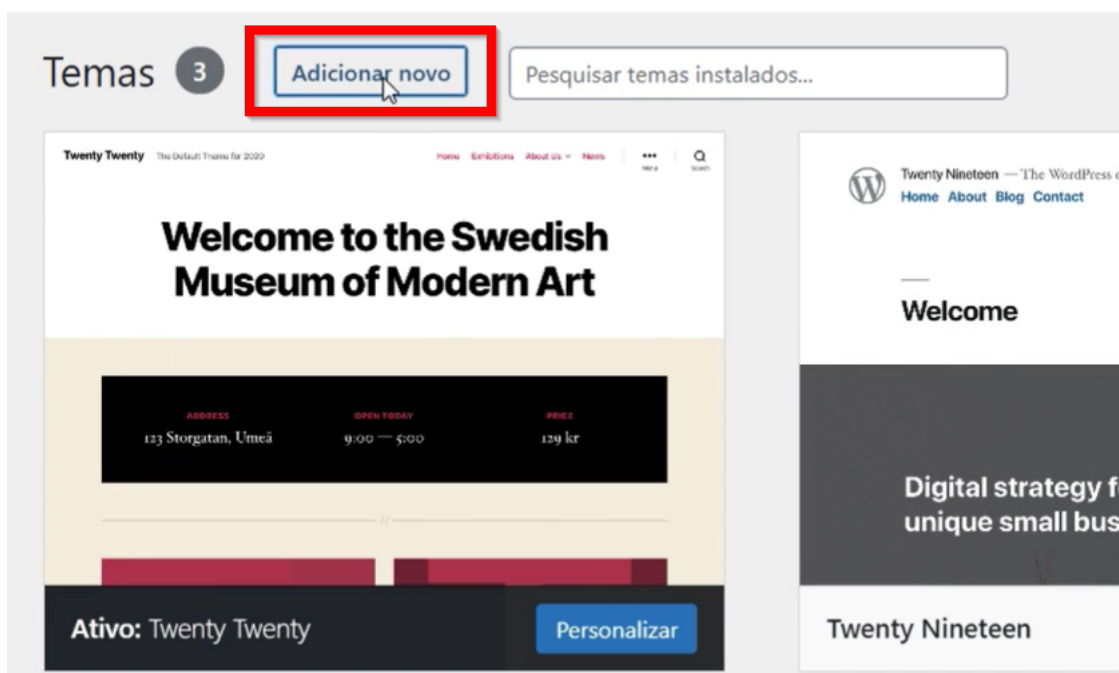 Temas 3 Adicionar novo Pesquisar temas instalados...
Twenty Twenty The Default Theme for 2020 Home Exhibitions About Us News
Search
Welcome to the Swedish
Museum of Modern Art
ADDRESS OPEN TODAY PRICE
123 Storgatan, Umeå 9:00 — 5:00 129 kr
//
Ativo: Twenty Twenty Personalizar
Twenty Nineteen — The WordPress
Home About Blog Contact
Welcome
Digital strategy
unique small bus
Twenty Nineteen